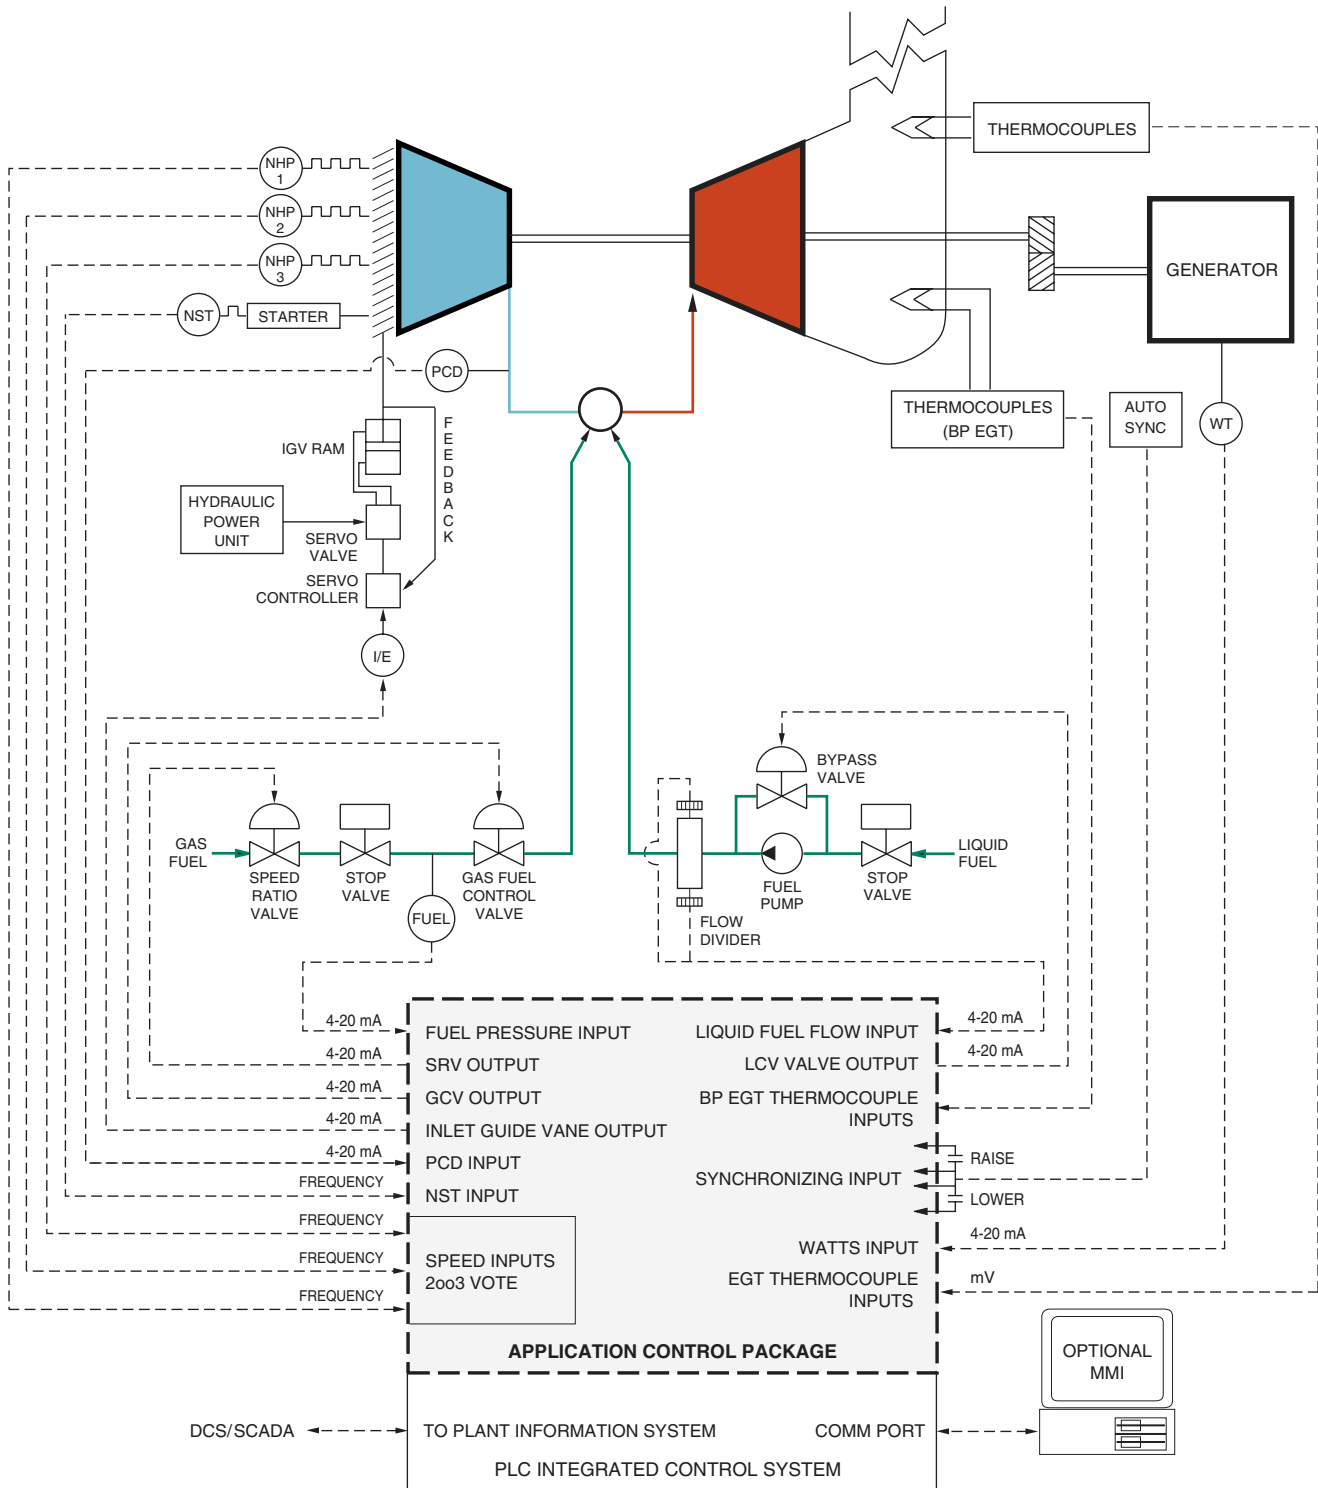 THERMOCOUPLES
NHP
1
NHP
2
NHP
3
NST
STARTER
GENERATOR
PCD
THERMOCOUPLES
(BP EGT)
AUTO
SYNC
WT
IGV RAM
FEEDBACK
HYDRAULIC
POWER
UNIT
SERVO
VALVE
SERVO
CONTROLLER
I/E
BYPASS
VALVE
GAS
FUEL
SPEED
RATIO
VALVE
STOP
VALVE
GAS FUEL
CONTROL
VALVE
FUEL
FLOW
DIVIDER
FUEL
PUMP
STOP
VALVE
LIQUID
FUEL
4-20 mA
FUEL PRESSURE INPUT
4-20 mA
SRV OUTPUT
4-20 mA
GCV OUTPUT
4-20 mA
INLET GUIDE VANE OUTPUT
4-20 mA
PCD INPUT
FREQUENCY
NST INPUT
FREQUENCY
FREQUENCY
FREQUENCY
SPEED INPUTS
2oo3 VOTE
LIQUID FUEL FLOW INPUT
4-20 mA
LCV VALVE OUTPUT
4-20 mA
BP EGT THERMOCOUPLE
INPUTS
SYNCHRONIZING INPUT
RAISE
LOWER
WATTS INPUT
4-20 mA
EGT THERMOCOUPLE
INPUTS
mV
APPLICATION CONTROL PACKAGE
OPTIONAL
MMI
DCS/SCADA
TO PLANT INFORMATION SYSTEM
COMM PORT
PLC INTEGRATED CONTROL SYSTEM